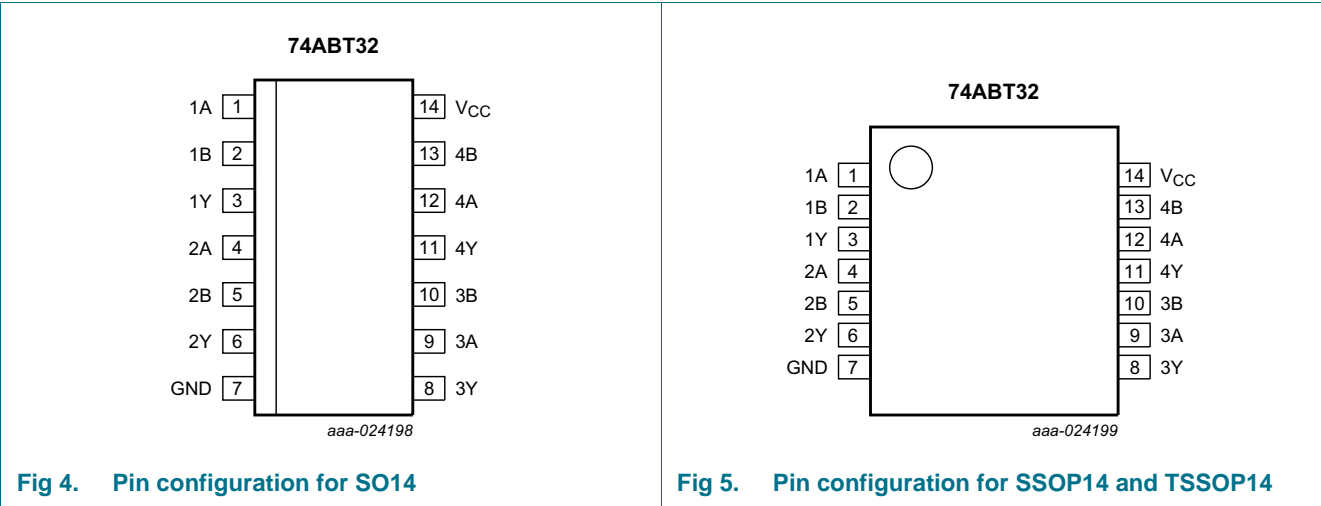 74ABT32
1A 1 14 VCC
1B 2 13 4B
1Y 3 12 4A
2A 4 11 4Y
2B 5 10 3B
2Y 6 9 3A
GND 7 8 3Y
aaa-024198
Fig 4. Pin configuration for SO14
74ABT32
1A 1 14 VCC
1B 2 13 4B
1Y 3 12 4A
2A 4 11 4Y
2B 5 10 3B
2Y 6 9 3A
GND 7 8 3Y
aaa-024199
Fig 5. Pin configuration for SSOP14 and TSSOP14